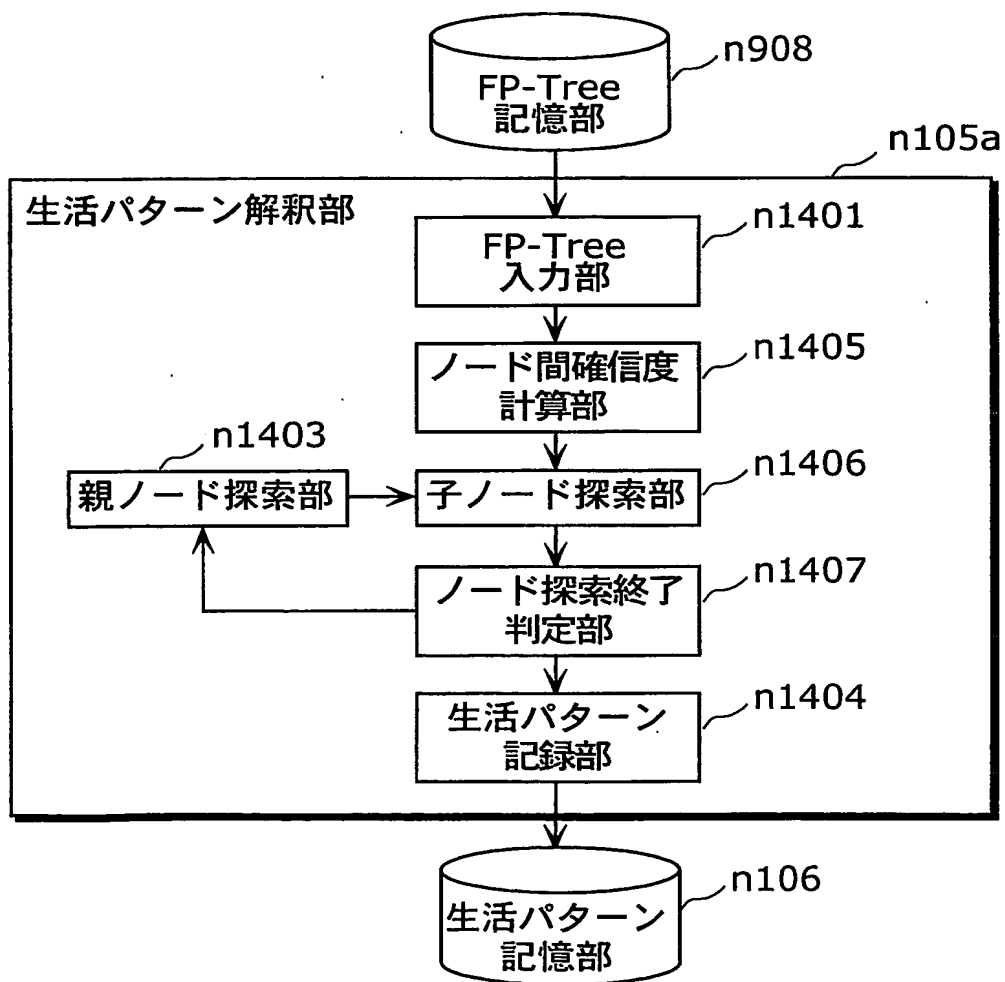 n908
FP-Tree
記憶部
n105a
生活パターン解釈部
n1401
FP-Tree
入力部
n1405
ノード間確信度
計算部
n1403
n1406
親ノード探索部
子ノード探索部
n1407
ノード探索終了
判定部
n1404
生活パターン
記録部
n106
生活パターン
記憶部